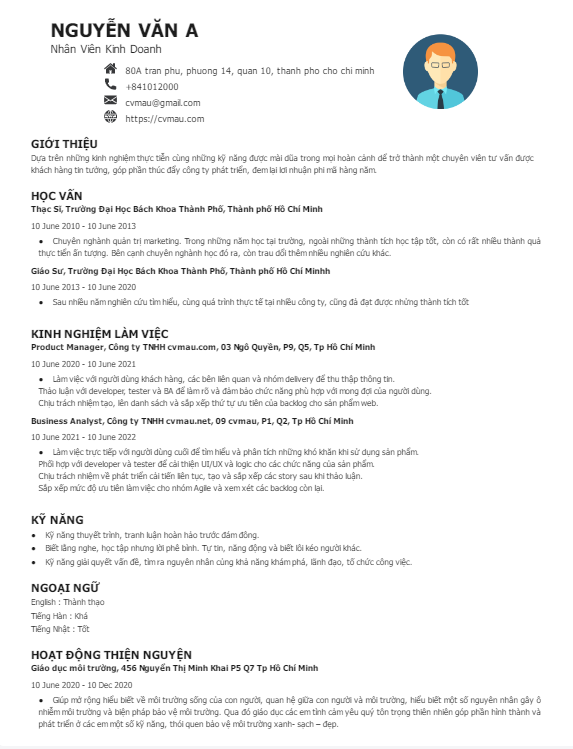 NGUYỄN VĂN A
Nhân Viên Kinh Doanh
80A tran phu, phuong 14, quan 10, thanh pho cho chi minh
+841012000
cvmau@gmail.com
https://cvmau.com
GIỚI THIỆU
Dựa trên những kinh nghiệm thực tiễn cùng những kỹ năng được mài dũa trong mọi hoàn cảnh để trở thành một chuyên viên tư vấn được
khách hàng tin tưởng, góp phần thúc đẩy công ty phát triển, đem lại lợi nhuận phi mã hàng năm.
HỌC VẤN
Thạc Sĩ, Trường Đại Học Bách Khoa Thành Phố, Thành phố Hồ Chí Minh
10 June 2010 - 10 June 2013
● Chuyên nghành quản trị marketing. Trong những năm học tại trường, ngoài những thành tích học tập tốt, còn có rất nhiều thành quả
thực tiễn ấn tượng. Bên cạnh chuyên nghành học đó ra, còn trau dồi thêm nhiều nghiên cứu khác.
Giáo Sư, Trường Đại Học Bách Khoa Thành Phố, Thành phố Hồ Chí Minhh
10 June 2013 - 10 June 2020
● Sau nhiều năm nghiên cứu tìm hiểu, cùng quá trình thực tế tại nhiều công ty, cũng đã đạt được những thành tích tốt
KINH NGHIỆM LÀM VIỆC
Product Manager, Công ty TNHH cvmau.com, 03 Ngô Quyền, P9, Q5, Tp Hồ Chí Minh
10 June 2020 - 10 June 2021
● Làm việc với người dùng khách hàng, các bên liên quan và nhóm delivery để thu thập thông tin.
Thảo luận với developer, tester và BA để làm rõ và đảm bảo chức năng phù hợp với mong đợi của người dùng.
Chịu trách nhiệm tạo, lên danh sách và sắp xếp thứ tự ưu tiên của backlog cho sản phẩm web.
Business Analyst, Công ty TNHH cvmau.net, 09 cvmau, P1, Q2, Tp Hồ Chí Minh
10 June 2021 - 10 June 2022
● Làm việc trực tiếp với người dùng cuối để tìm hiểu và phân tích những khó khăn khi sử dụng sản phẩm.
Phối hợp với developer và tester để cải thiện UI/UX và logic cho các chức năng của sản phẩm.
Chịu trách nhiệm về phát triển cải tiến liên tục, tạo và sắp xếp các story sau khi thảo luận.
Sắp xếp mức độ ưu tiên làm việc cho nhóm Agile và xem xét các backlog còn lại.
KỸ NĂNG
● Kỹ năng thuyết trình, tranh luận hoàn hảo trước đám đông.
● Biết lắng nghe, học tập nhưng lời phê bình. Tự tin, năng động và biết lôi kéo người khác.
● Kỹ năng giải quyết vấn đề, tìm ra nguyên nhân cùng khả năng khám phá, lãnh đạo, tổ chức công việc.
NGOẠI NGỮ
English : Thành thạo
Tiếng Hàn : Khá
Tiếng Nhật : Tốt
HOẠT ĐỘNG THIỆN NGUYỆN
Giáo dục môi trường, 456 Nguyễn Thị Minh Khai P5 Q7 Tp Hồ Chí Minh
10 June 2020 - 10 Dec 2020
● Giúp mở rộng hiểu biết về môi trường sống của con người, quan hệ giữa con người và môi trường, hiểu biết một số nguyên nhân gây ô
nhiễm môi trường và biện pháp bảo vệ môi trường. Qua đó giáo dục các em tình cảm yêu quý tôn trọng thiên nhiên góp phần hình thành và
phát triển ở các em một số kỹ năng, thói quen bảo vệ môi trường xanh- sạch – đẹp.